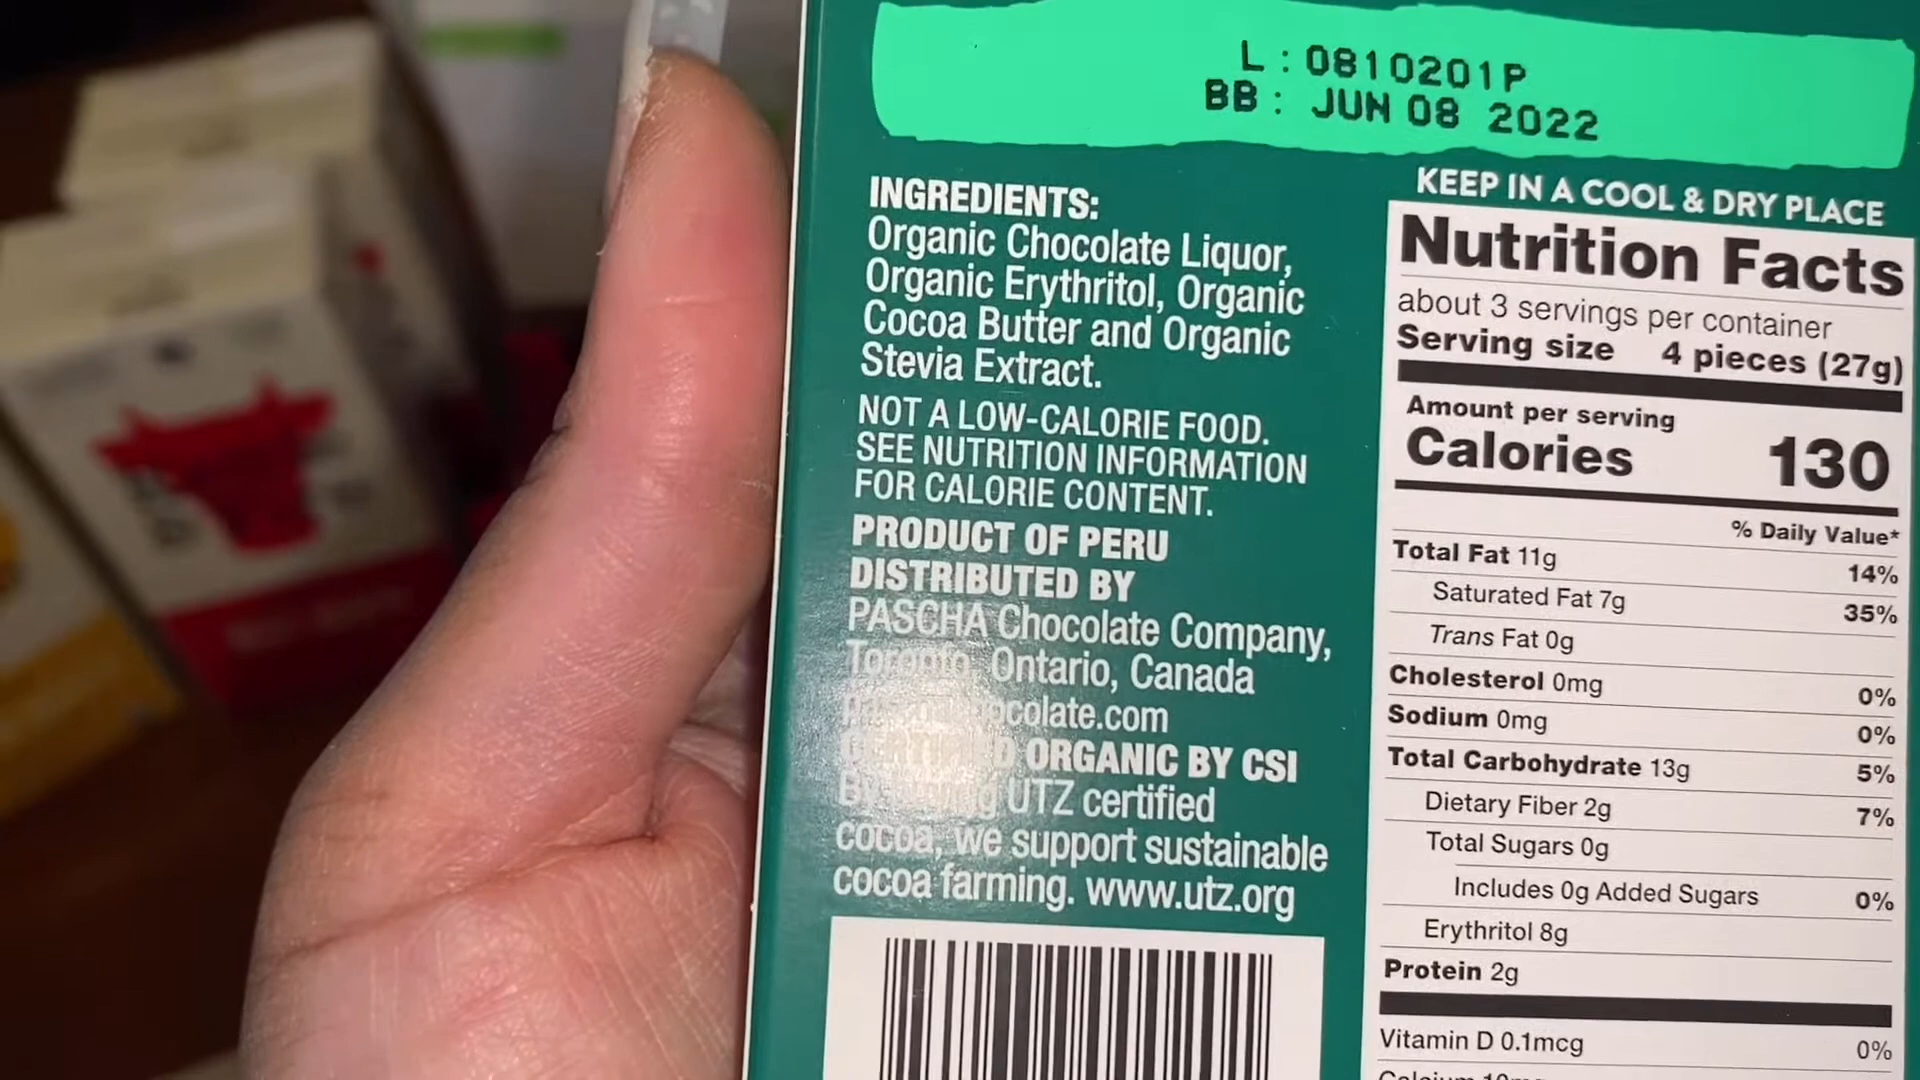 L: 0810201P
BB: JUN 08 2022
INGREDIENTS:
Organic Chocolate Liquor,
Organic Erythritol, Organic
Cocoa Butter and Organic
Stevia Extract.
NOT A LOW-CALORIE FOOD.
SEE NUTRITION INFORMATION
FOR CALORIE CONTENT.
PRODUCT OF PERU
DISTRIBUTED BY
PASCHA Chocolate Company,
Toronto, Ontario, Canada
ORGANIC BY CSI
UTZ certified
cocoa, we support sustainable
cocoa farming. www.utz.org
KEEP IN A COOL & DRY PLACE
Nutrition Facts
about 3 servings per container
Serving size 4 pieces (27g)
Amount per serving
Calories 130
% Daily Value*
Total Fat 11g 14%
Saturated Fat 7g 35%
Trans Fat 0g
Cholesterol 0mg 0%
Sodium 0mg 0%
Total Carbohydrate 13g 5%
Dietary Fiber 2g 7%
Total Sugars 0g
Includes 0g Added Sugars 0%
Erythritol 8g
Protein 2g
Vitamin D 0.1mcg 0%